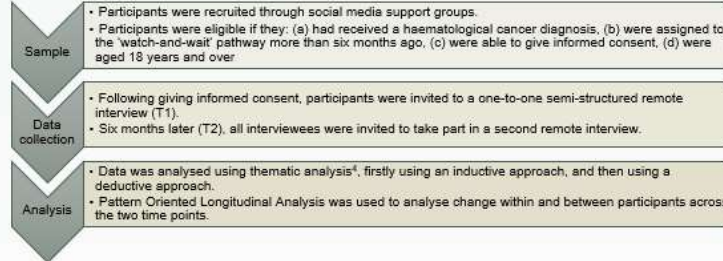 Sample
• Participants were recruited through social media support groups.
• Participants were eligible if they: (a) had received a haematological cancer diagnosis, (b) were assigned to
the 'watch-and-wait' pathway more than six months ago, (c) were able to give informed consent, (d) were
aged 18 years and over
Data
collection
• Following giving informed consent, participants were invited to a one-to-one semi-structured remote
interview (T1).
• Six months later (T2), all interviewees were invited to take part in a second remote interview.
Analysis
• Data was analysed using thematic analysis⁴, firstly using an inductive approach, and then using a
deductive approach.
• Pattern Oriented Longitudinal Analysis was used to analyse change within and between participants across
the two time points.